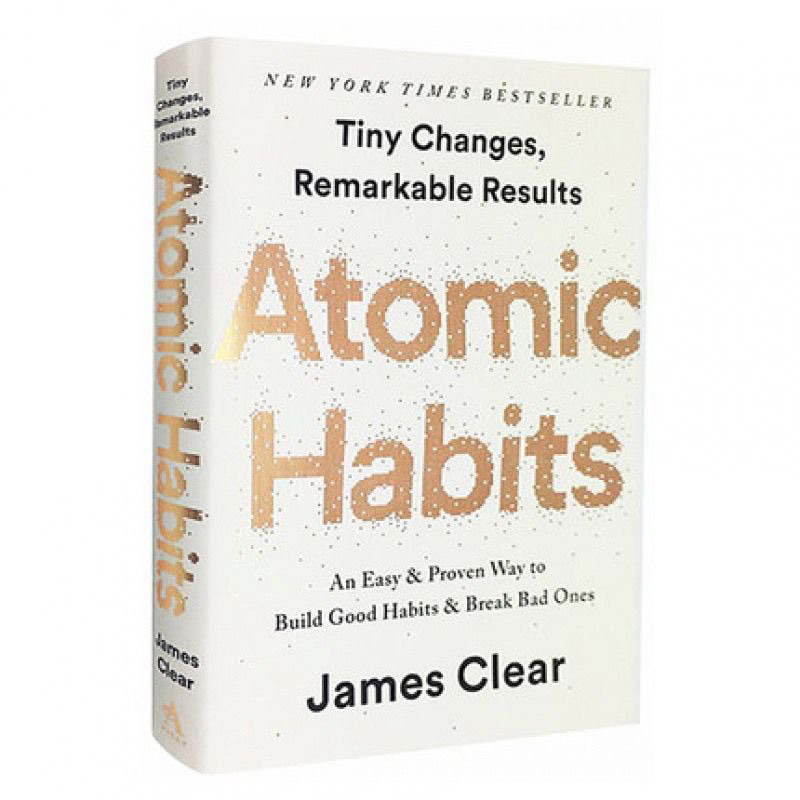 Tiny
Changes,
Remarkable
Results
Atomic Habits
James
Clear
A
NEW YORK TIMES BESTSELLER
Tiny Changes,
Remarkable Results
Atomic
Habits
An Easy & Proven Way to
Build Good Habits & Break Bad Ones
James Clear